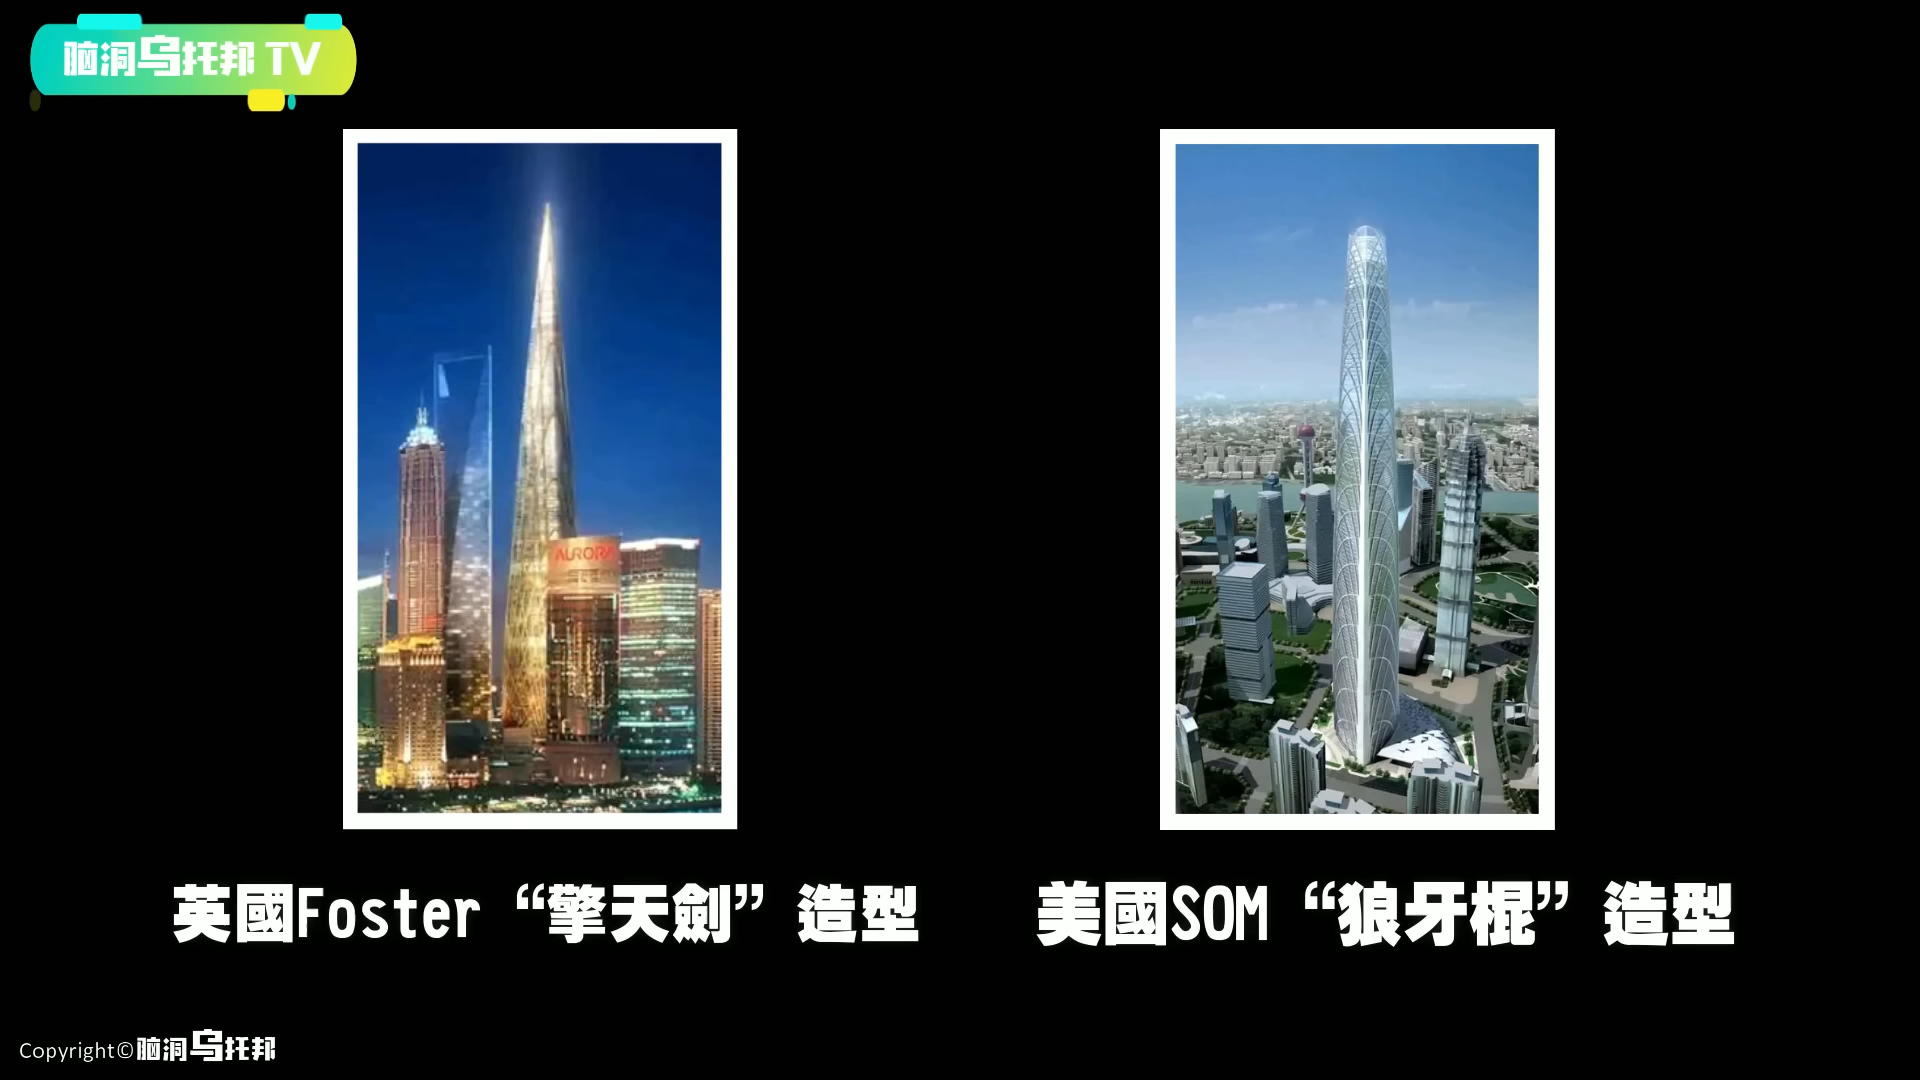 脑洞乌托邦 TV
AURORA
英國Foster “擎天劍” 造型
美國SOM “狼牙棍” 造型
Copyright©脑洞乌托邦